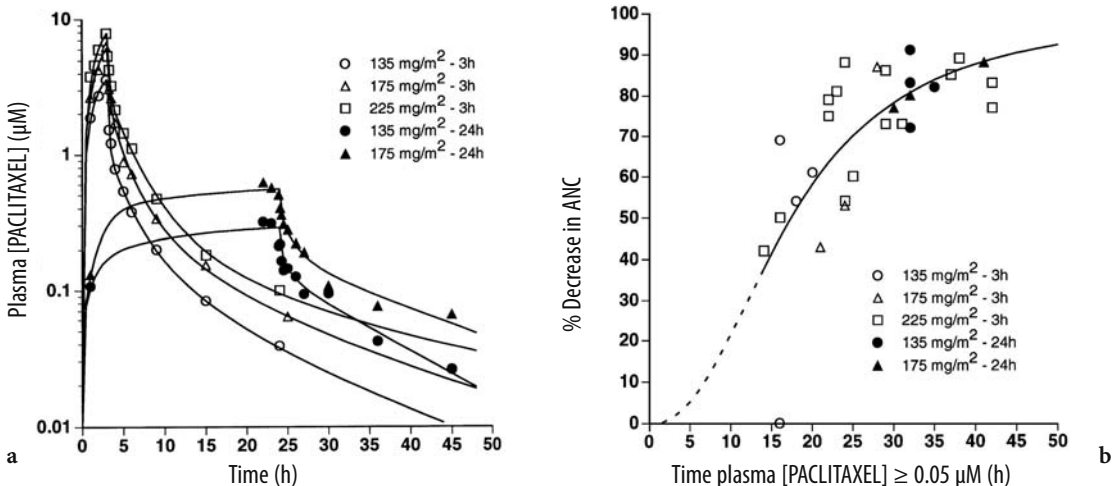 10
1
0.1
0.01
Plasma [PACLITAXEL] (µM)
0 5 10 15 20 25 30 35 40 45 50
Time (h)
135 mg/m² - 3h
175 mg/m² - 3h
225 mg/m² - 3h
135 mg/m² - 24h
175 mg/m² - 24h
a
100
90
80
70
60
50
40
30
20
10
0
% Decrease in ANC
0 5 10 15 20 25 30 35 40 45 50
Time plasma [PACLITAXEL] ≥ 0.05 µM (h)
135 mg/m² - 3h
175 mg/m² - 3h
225 mg/m² - 3h
135 mg/m² - 24h
175 mg/m² - 24h
b